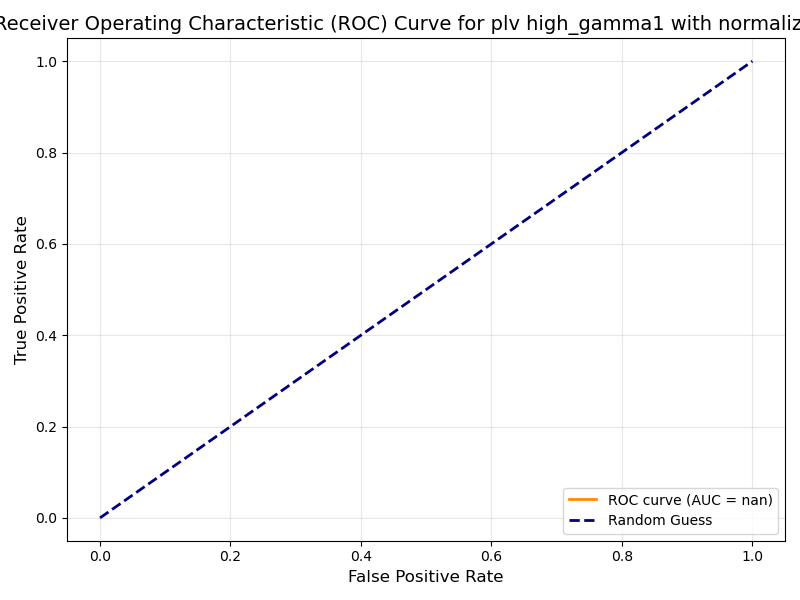 Receiver Operating Characteristic (ROC) Curve for plv high_gamma1 with normaliz
1.0
0.8
0.6
0.4
0.2
0.0
True Positive Rate
ROC curve (AUC = nan)
Random Guess
0.0 0.2 0.4 0.6 0.8 1.0
False Positive Rate